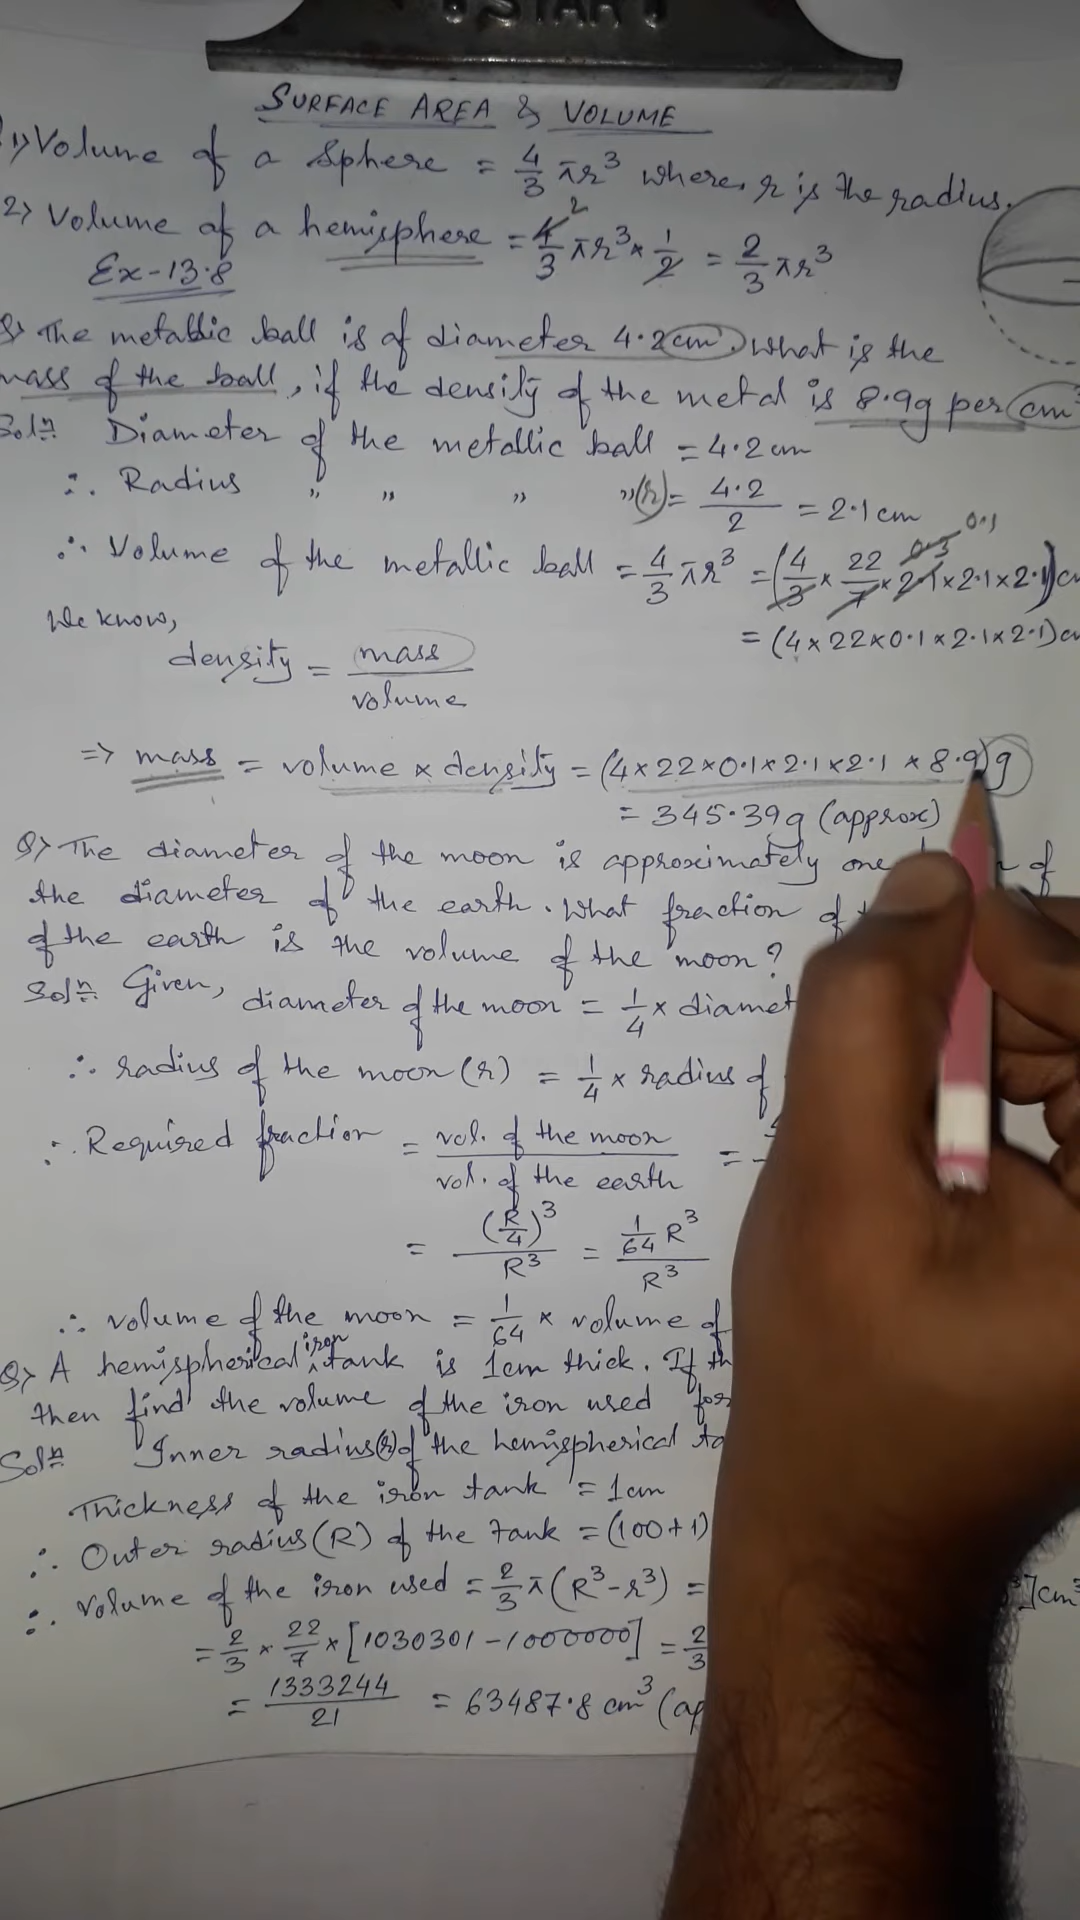 START
SURFACE AREA & VOLUME
1) Volume of a sphere = 4/3 πr³ where, r is the radius.
2) Volume of a hemisphere = 4/3 πr³ × 1/2 = 2/3 πr³
2
Ex-13.8
Q) The metallic ball is of diameter 4.2cm. What is the
mass of the ball, if the density of the metal is 8.9g per cm³
Solⁿ: Diameter of the metallic ball = 4.2 cm
∴ Radius " " " " (r) = 4.2/2 = 2.1 cm
0.3 0.1
∴ Volume of the metallic ball = 4/3 πr³ = (4/3 × 22/7 × 2.1 × 2.1 × 2.1)
We know,
= (4×22×0.1×2.1×2.1)
density = mass/volume
=> mass = volume × density = (4×22×0.1×2.1×2.1×8.9)g
= 345.39g (approx)
Q) The diameter of the moon is approximately one of
the diameter of the earth. What fraction of
of the earth is the volume of the moon?
Solⁿ: Given, diameter of the moon = 1/4 ×
∴ radius of the moon (r) = 1/4 × radius of
∴ Required fraction = vol. of the moon/vol. of the earth =
= (R/4)³/R³ = 1/64 R³/R³
∴ volume of the moon = 1/64 × volume of
Q) A hemispherical iron tank is 1cm thick. If
then find the volume of the iron used for
Solⁿ Inner radius(r) of the hemispherical
Thickness of the iron tank = 1cm
∴ Outer radius(R) of the tank = (100+1)
∴ Volume of the iron used = 2/3 π(R³-r³) = ³]cm³
= 2/3 × 22/7 × [1030301-1000000] = 2/3
= 1333244/21 = 63487.8 cm³